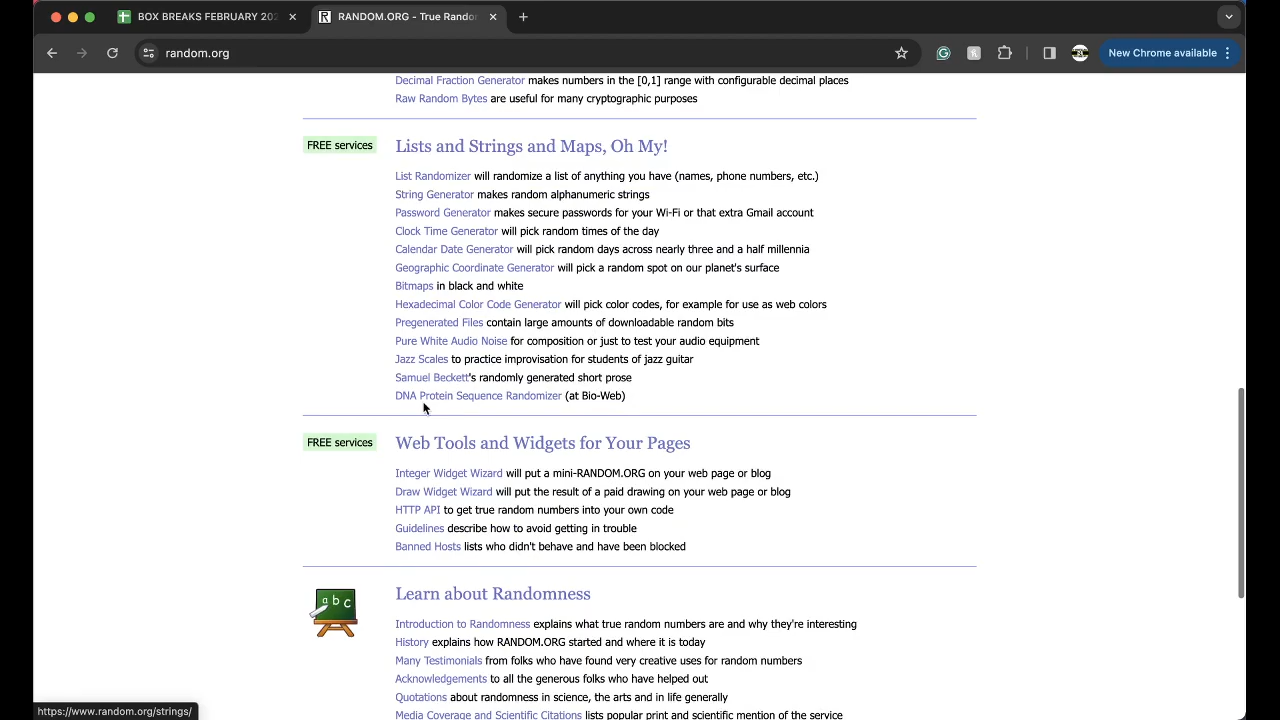 BOX BREAKS FEBRUARY 202
RANDOM.ORG - True Rando
random.org
New Chrome available
Decimal Fraction Generator makes numbers in the [0,1] range with configurable decimal places
Raw Random Bytes are useful for many cryptographic purposes
FREE services
Lists and Strings and Maps, Oh My!
List Randomizer will randomize a list of anything you have (names, phone numbers, etc.)
String Generator makes random alphanumeric strings
Password Generator makes secure passwords for your Wi-Fi or that extra Gmail account
Clock Time Generator will pick random times of the day
Calendar Date Generator will pick random days across nearly three and a half millennia
Geographic Coordinate Generator will pick a random spot on our planet's surface
Bitmaps in black and white
Hexadecimal Color Code Generator will pick color codes, for example for use as web colors
Pregenerated Files contain large amounts of downloadable random bits
Pure White Audio Noise for composition or just to test your audio equipment
Jazz Scales to practice improvisation for students of jazz guitar
Samuel Beckett's randomly generated short prose
DNA Protein Sequence Randomizer (at Bio-Web)
FREE services
Web Tools and Widgets for Your Pages
Integer Widget Wizard will put a mini-RANDOM.ORG on your web page or blog
Draw Widget Wizard will put the result of a paid drawing on your web page or blog
HTTP API to get true random numbers into your own code
Guidelines describe how to avoid getting in trouble
Banned Hosts lists who didn't behave and have been blocked
a b c
Learn about Randomness
Introduction to Randomness explains what true random numbers are and why they're interesting
History explains how RANDOM.ORG started and where it is today
Many Testimonials from folks who have found very creative uses for random numbers
Acknowledgements to all the generous folks who have helped out
Quotations about randomness in science, the arts and in life generally
Media Coverage and Scientific Citations lists popular print and scientific mention of the service
https://www.random.org/strings/